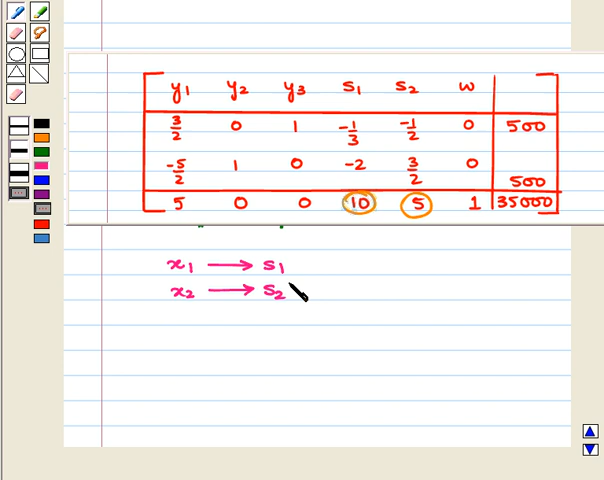 y₁ y₂ y₃ s₁ s₂ w
3/2 0 1 -1/3 -1/2 0 500
-5/2 1 0 -2 3/2 0 500
5 0 0 10 5 1 35000
x₁ → s₁
x₂ → s₂